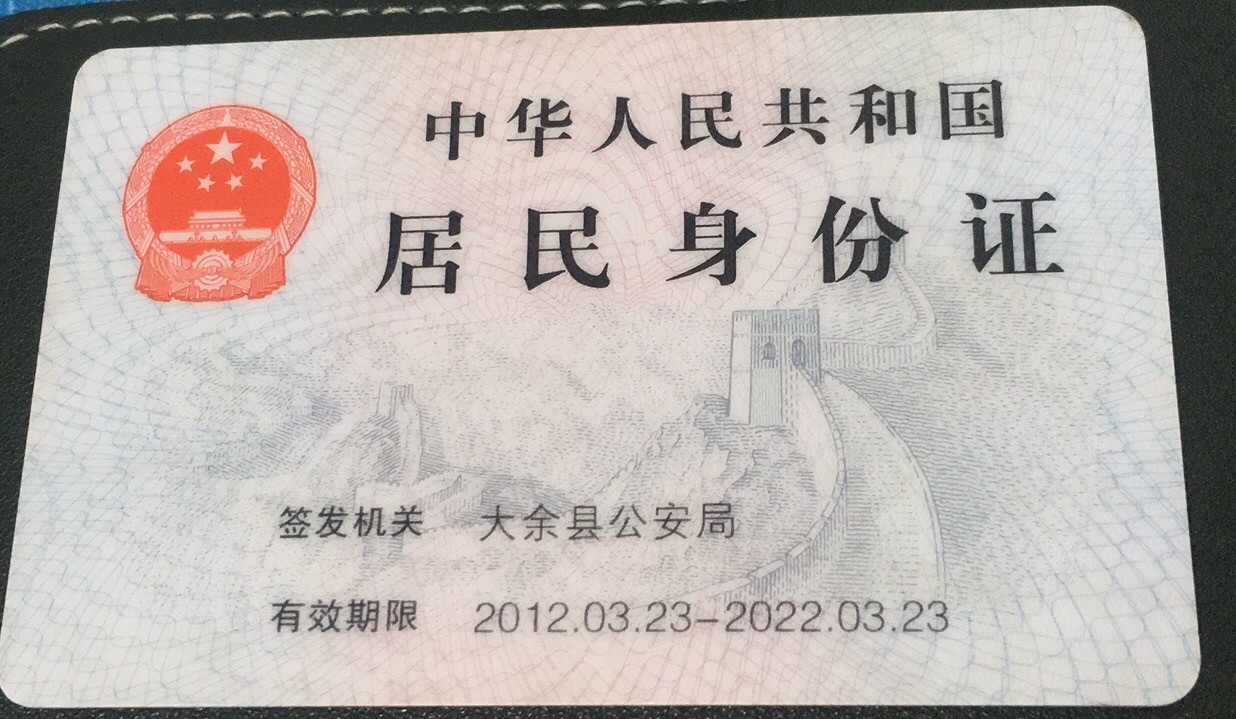 中华人民共和国
居民身份证
签发机关 大余县公安局
有效期限 2012.03.23-2022.03.23